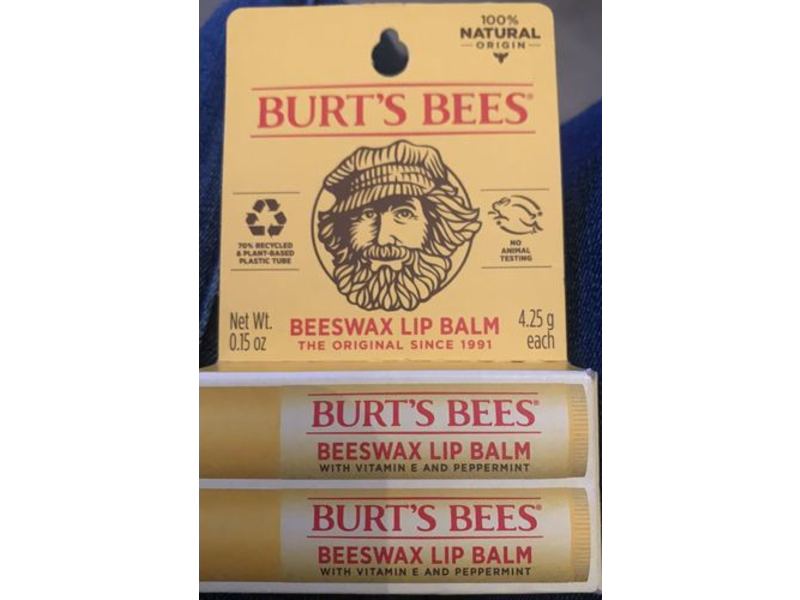 100%
NATURAL
ORIGIN
BURT'S BEES®
70% RECYCLED
& PLANT-BASED
PLASTIC TUBE
NO
ANIMAL
TESTING
Net Wt.
0.15 oz
BEESWAX LIP BALM
THE ORIGINAL SINCE 1991
4.25 g
each
BURT'S BEES®
BEESWAX LIP BALM
WITH VITAMIN E AND PEPPERMINT
BURT'S BEES®
BEESWAX LIP BALM
WITH VITAMIN E AND PEPPERMINT